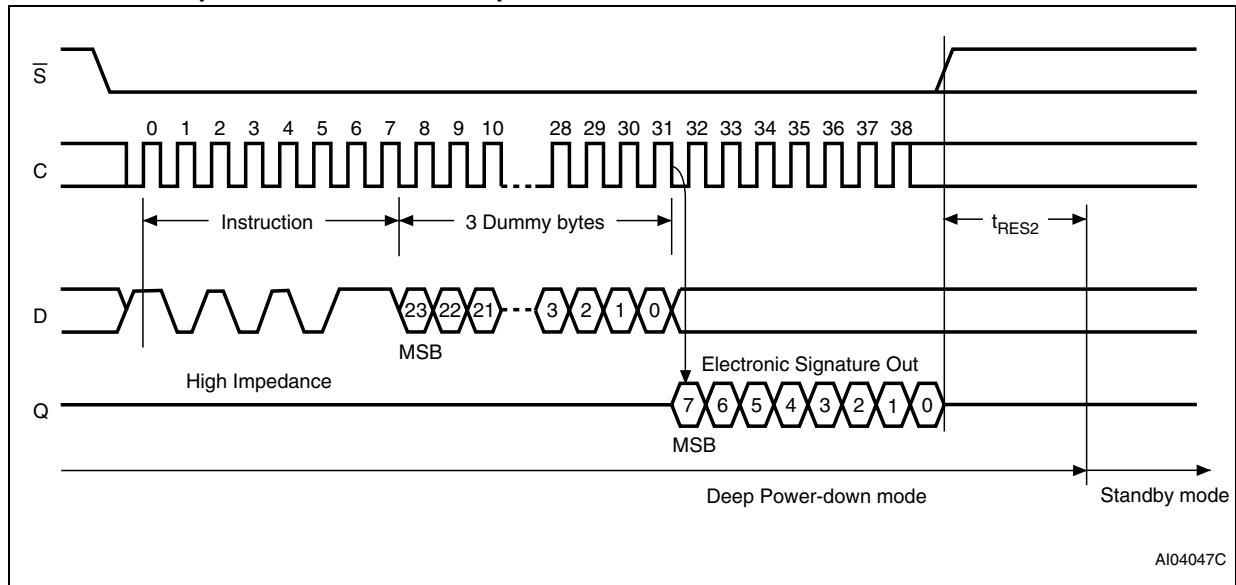 S
0 1 2 3 4 5 6 7 8 9 10 28 29 30 31 32 33 34 35 36 37 38
C
Instruction 3 Dummy bytes tRES2
D 23 22 21 3 2 1 0
MSB
High Impedance Electronic Signature Out
Q 7 6 5 4 3 2 1 0
MSB
Deep Power-down mode Standby mode
AI04047C